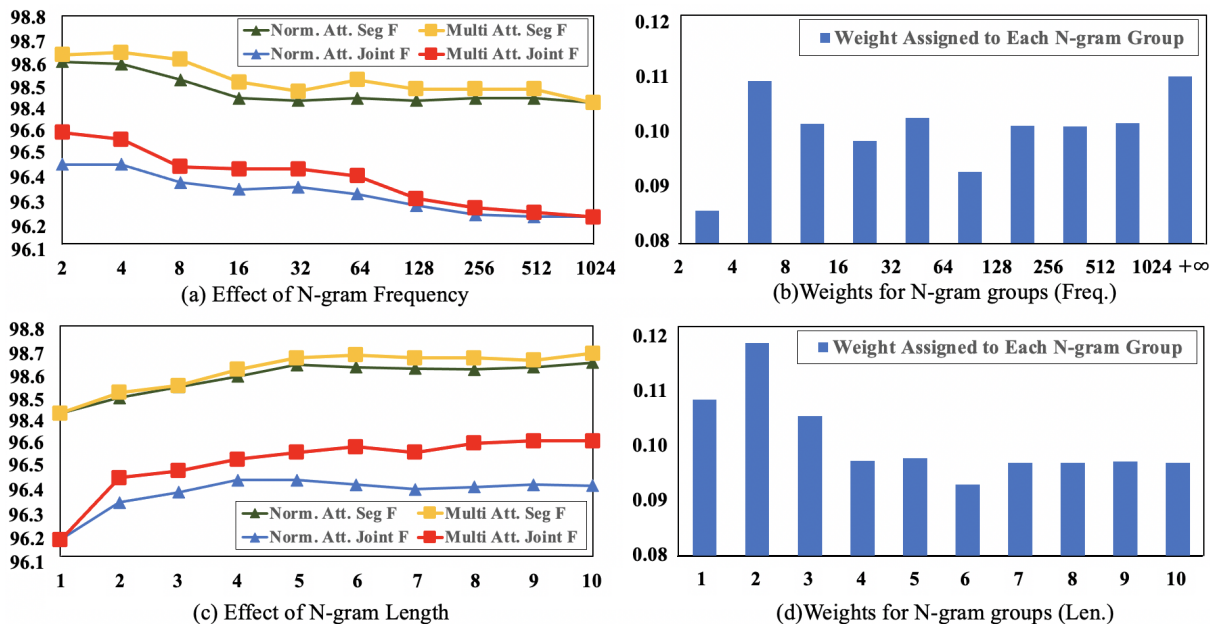 98.8
98.7
98.6
98.5
98.4
96.6
96.5
96.4
96.3
96.2
96.1
Norm. Att. Seg F Multi Att. Seg F
Norm. Att. Joint F Multi Att. Joint F
2 4 8 16 32 64 128 256 512 1024
(a) Effect of N-gram Frequency
0.12
0.11
0.10
0.09
0.08
Weight Assigned to Each N-gram Group
2 4 8 16 32 64 128 256 512 1024 +∞
(b)Weights for N-gram groups (Freq.)
98.8
98.7
98.6
98.5
98.4
96.6
96.5
96.4
96.3
96.2
96.1
Norm. Att. Seg F Multi Att. Seg F
Norm. Att. Joint F Multi Att. Joint F
1 2 3 4 5 6 7 8 9 10
(c) Effect of N-gram Length
0.12
0.11
0.10
0.09
0.08
Weight Assigned to Each N-gram Group
1 2 3 4 5 6 7 8 9 10
(d)Weights for N-gram groups (Len.)